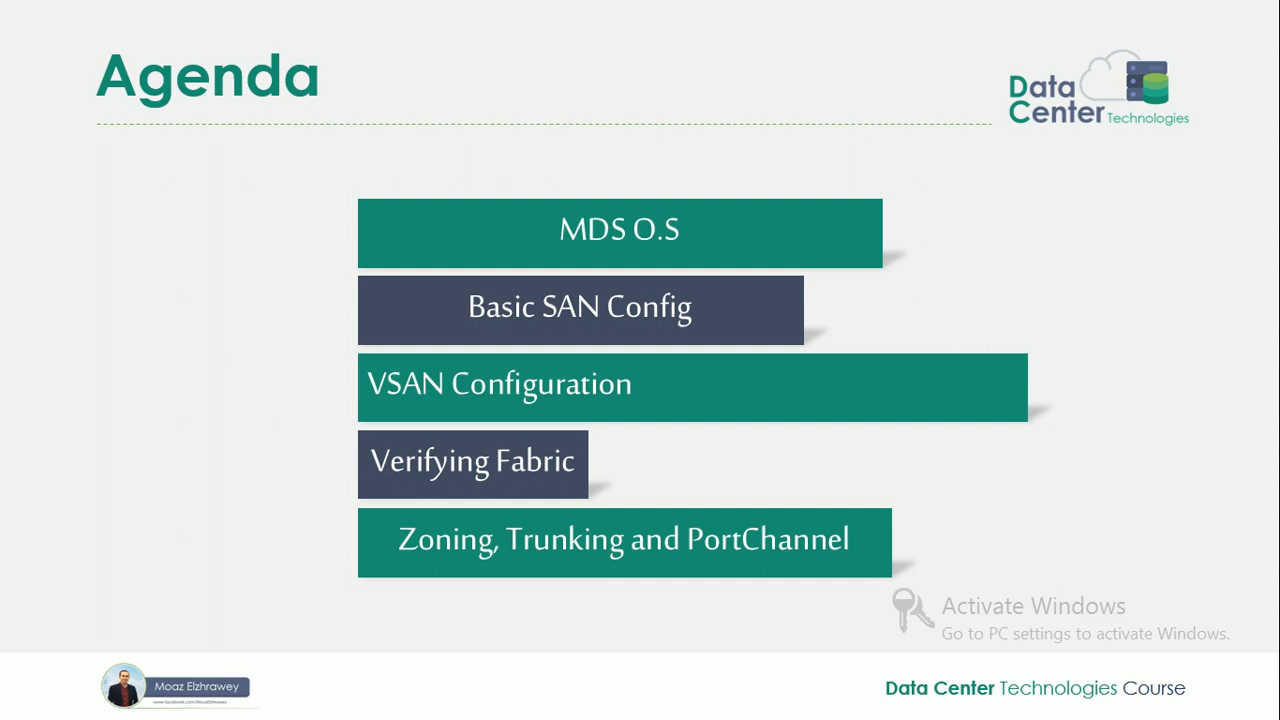 Agenda
Data
Center Technologies
MDS O.S
Basic SAN Config
VSAN Configuration
Verifying Fabric
Zoning, Trunking and PortChannel
Activate Windows
Go to PC settings to activate Windows.
Moaz Elzhrawey
Data Center Technologies Course